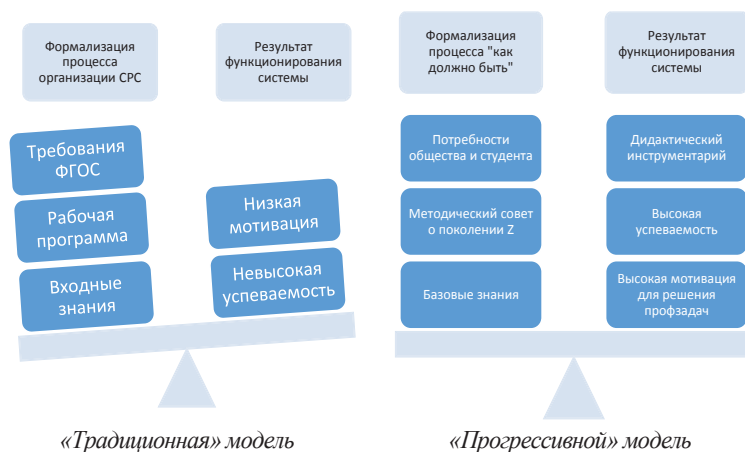 Формализация
процесса
организации СРС
Результат
функционирования
системы
Требования
ФГОС
Рабочая
программа
Входные
знания
Низкая
мотивация
Невысокая
успеваемость
«Традиционная» модель
Формализация
процесса "как
должно быть"
Результат
функционирования
системы
Потребности
общества и студента
Методический совет
о поколении Z
Базовые знания
Дидактический
инструментарий
Высокая
успеваемость
Высокая мотивация
для решения
профзадач
«Прогрессивной» модель